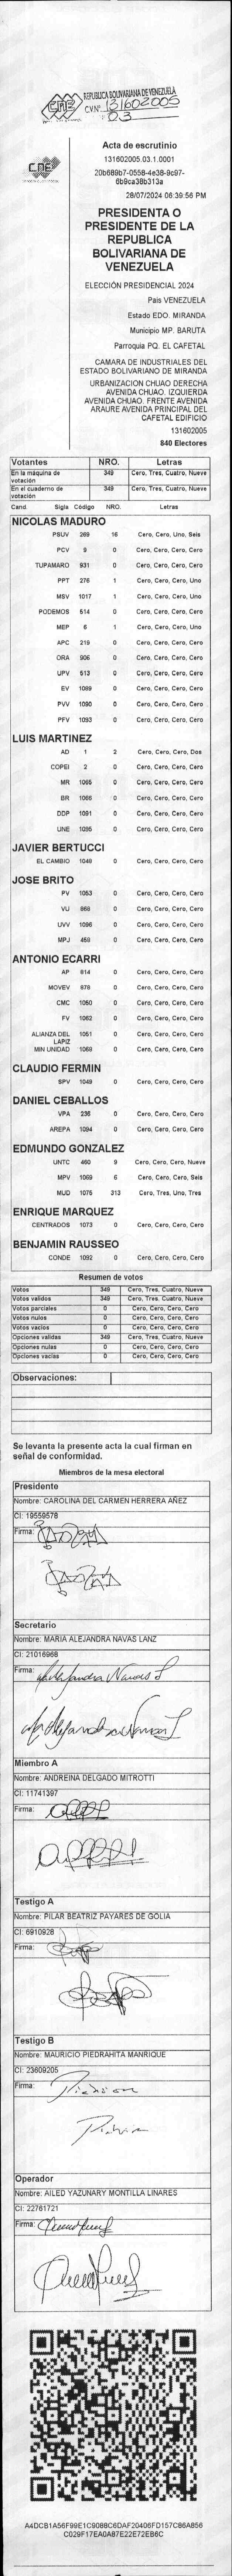 CNE
REPUBLICA BOLIVARIANA DE VENEZUELA
CVN° 131602005
03
CNE
Acta de escrutinio
131602005.03.1.0001
20b689b7-0558-4e38-9c97-
6b9ca38b313a
28/07/2024 06:39:56 PM
PRESIDENTA O
PRESIDENTE DE LA
REPUBLICA
BOLIVARIANA DE
VENEZUELA
ELECCIÓN PRESIDENCIAL 2024
Pais VENEZUELA
Estado EDO. MIRANDA
Municipio MP. BARUTA
Parroquia PQ. EL CAFETAL
CAMARA DE INDUSTRIALES DEL
ESTADO BOLIVARIANO DE MIRANDA
URBANIZACION CHUAO DERECHA
AVENIDA CHUAO. IZQUIERDA
AVENIDA CHUAO. FRENTE AVENIDA
ARAURE AVENIDA PRINCIPAL DEL
CAFETAL EDIFICIO
131602005
840 Electores
Votantes NRO. Letras
En la máquina de votación 349 Cero, Tres, Cuatro, Nueve
En el cuaderno de votación 349 Cero, Tres, Cuatro, Nueve
Cand. Sigla Código NRO. Letras
NICOLAS MADURO
PSUV 269 16 Cero, Cero, Uno, Seis
PCV 9 0 Cero, Cero, Cero, Cero
TUPAMARO 931 0 Cero, Cero, Cero, Cero
PPT 276 1 Cero, Cero, Cero, Uno
MSV 1017 1 Cero, Cero, Cero, Uno
PODEMOS 514 0 Cero, Cero, Cero, Cero
MEP 6 1 Cero, Cero, Cero, Uno
APC 219 0 Cero, Cero, Cero, Cero
ORA 906 0 Cero, Cero, Cero, Cero
UPV 513 0 Cero, Cero, Cero, Cero
EV 1089 0 Cero, Cero, Cero, Cero
PVV 1090 0 Cero, Cero, Cero, Cero
PFV 1093 0 Cero, Cero, Cero, Cero
LUIS MARTINEZ
AD 1 2 Cero, Cero, Cero, Dos
COPEI 2 0 Cero, Cero, Cero, Cero
MR 1065 0 Cero, Cero, Cero, Cero
BR 1066 0 Cero, Cero, Cero, Cero
DDP 1091 0 Cero, Cero, Cero, Cero
UNE 1095 0 Cero, Cero, Cero, Cero
JAVIER BERTUCCI
EL CAMBIO 1048 0 Cero, Cero, Cero, Cero
JOSE BRITO
PV 1053 0 Cero, Cero, Cero, Cero
VU 868 0 Cero, Cero, Cero, Cero
UVV 1096 0 Cero, Cero, Cero, Cero
MPJ 459 0 Cero, Cero, Cero, Cero
ANTONIO ECARRI
AP 814 0 Cero, Cero, Cero, Cero
MOVEV 878 0 Cero, Cero, Cero, Cero
CMC 1050 0 Cero, Cero, Cero, Cero
FV 1062 0 Cero, Cero, Cero, Cero
ALIANZA DEL LAPIZ 1051 0 Cero, Cero, Cero, Cero
MIN UNIDAD 1068 0 Cero, Cero, Cero, Cero
CLAUDIO FERMIN
SPV 1049 0 Cero, Cero, Cero, Cero
DANIEL CEBALLOS
VPA 236 0 Cero, Cero, Cero, Cero
AREPA 1094 0 Cero, Cero, Cero, Cero
EDMUNDO GONZALEZ
UNTC 460 9 Cero, Cero, Cero, Nueve
MPV 1069 6 Cero, Cero, Cero, Seis
MUD 1075 313 Cero, Tres, Uno, Tres
ENRIQUE MARQUEZ
CENTRADOS 1073 0 Cero, Cero, Cero, Cero
BENJAMIN RAUSSEO
CONDE 1092 0 Cero, Cero, Cero, Cero
Resumen de votos
Votos 349 Cero, Tres, Cuatro, Nueve
Votos validos 349 Cero, Tres, Cuatro, Nueve
Votos parciales 0 Cero, Cero, Cero, Cero
Votos nulos 0 Cero, Cero, Cero, Cero
Votos vacios 0 Cero, Cero, Cero, Cero
Opciones validas 349 Cero, Tres, Cuatro, Nueve
Opciones nulas 0 Cero, Cero, Cero, Cero
Opciones vacias 0 Cero, Cero, Cero, Cero
Observaciones:
Se levanta la presente acta la cual firman en
señal de conformidad.
Miembros de la mesa electoral
Presidente
Nombre: CAROLINA DEL CARMEN HERRERA AÑEZ
CI: 19559578
Firma:
Secretario
Nombre: MARIA ALEJANDRA NAVAS LANZ
CI: 21016968
Firma:
Miembro A
Nombre: ANDREINA DELGADO MITROTTI
CI: 11741397
Firma:
Testigo A
Nombre: PILAR BEATRIZ PAYARES DE GOLIA
CI: 6910928
Firma:
Testigo B
Nombre: MAURICIO PIEDRAHITA MANRIQUE
CI: 23609205
Firma:
Operador
Nombre: AILED YAZUNARY MONTILLA LINARES
CI: 22761721
Firma:
A4DCB1A56F99E1C9088C6DAF20406FD157C86A856
C029F17EA0A87E22E72EB6C